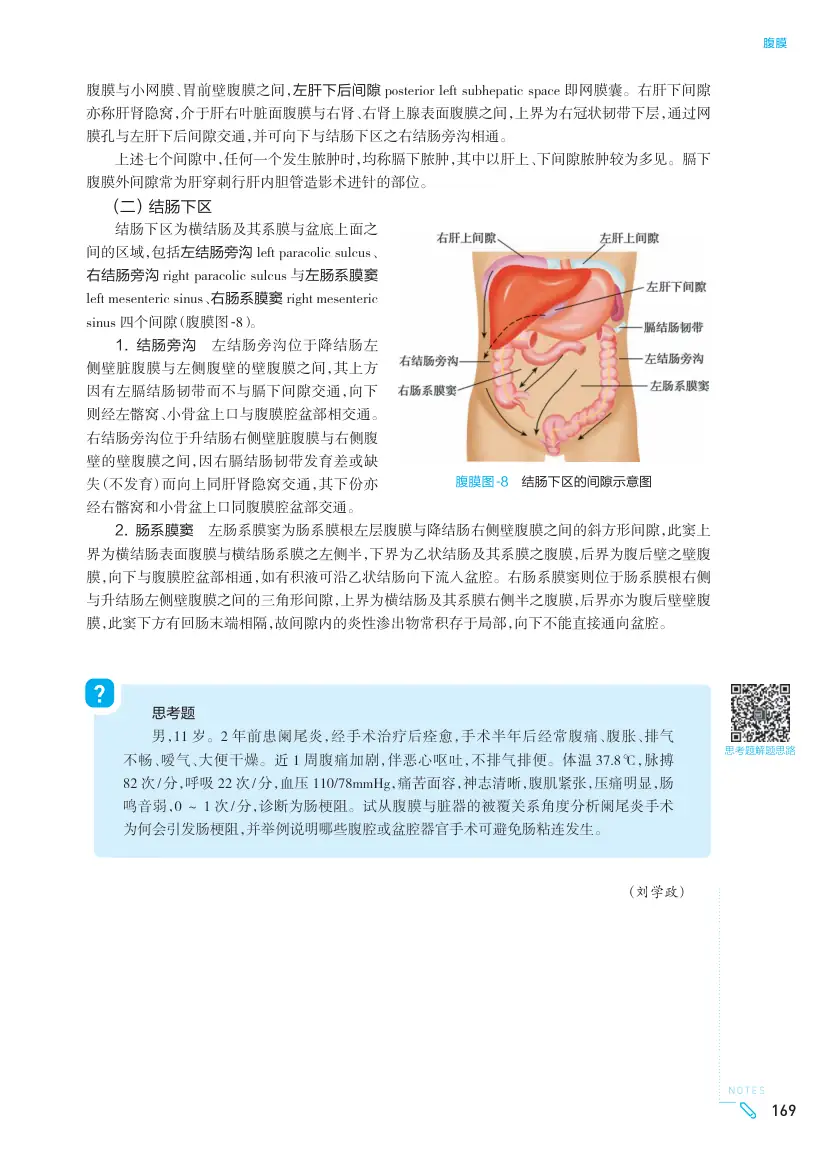 腹膜
腹膜与小网膜、胃前壁腹膜之间,左肝下后间隙 posterior left subhepatic space 即网膜囊。右肝下间隙
亦称肝肾隐窝,介于肝右叶脏面腹膜与右肾、右肾上腺表面腹膜之间,上界为右冠状韧带下层,通过网
膜孔与左肝下后间隙交通,并可向下与结肠下区之右结肠旁沟相通。
上述七个间隙中,任何一个发生脓肿时,均称膈下脓肿,其中以肝上、下间隙脓肿较为多见。膈下
腹膜外间隙常为肝穿刺行肝内胆管造影术进针的部位。
(二) 结肠下区
结肠下区为横结肠及其系膜与盆底上面之
间的区域,包括左结肠旁沟 left paracolic sulcus、
右结肠旁沟 right paracolic sulcus 与左肠系膜窦
left mesenteric sinus、右肠系膜窦 right mesenteric
sinus 四个间隙(腹膜图-8)。
1. 结肠旁沟 左结肠旁沟位于降结肠左
侧壁脏腹膜与左侧腹壁的壁腹膜之间,其上方
因有左膈结肠韧带而不与膈下间隙交通,向下
则经左髂窝、小骨盆上口与腹膜腔盆部相交通。
右结肠旁沟位于升结肠右侧壁脏腹膜与右侧腹
壁的壁腹膜之间,因右膈结肠韧带发育差或缺
失(不发育)而向上同肝肾隐窝交通,其下份亦
经右髂窝和小骨盆上口同腹膜腔盆部交通。
右肝上间隙
左肝上间隙
左肝下间隙
膈结肠韧带
右结肠旁沟
左结肠旁沟
右肠系膜窦
左肠系膜窦
腹膜图-8 结肠下区的间隙示意图
2. 肠系膜窦 左肠系膜窦为肠系膜根左层腹膜与降结肠右侧壁腹膜之间的斜方形间隙,此窦上
界为横结肠表面腹膜与横结肠系膜之左侧半,下界为乙状结肠及其系膜之腹膜,后界为腹后壁之壁腹
膜,向下与腹膜腔盆部相通,如有积液可沿乙状结肠向下流入盆腔。右肠系膜窦则位于肠系膜根右侧
与升结肠左侧壁腹膜之间的三角形间隙,上界为横结肠及其系膜右侧半之腹膜,后界亦为腹后壁壁腹
膜,此窦下方有回肠末端相隔,故间隙内的炎性渗出物常积存于局部,向下不能直接通向盆腔。
?
思考题
男,11 岁。2 年前患阑尾炎,经手术治疗后痊愈,手术半年后经常腹痛、腹胀、排气
不畅、嗳气、大便干燥。近 1 周腹痛加剧,伴恶心呕吐,不排气排便。体温 37.8℃,脉搏
82 次/分,呼吸 22 次/分,血压 110/78mmHg,痛苦面容,神志清晰,腹肌紧张,压痛明显,肠
鸣音弱,0 ~ 1 次/分,诊断为肠梗阻。试从腹膜与脏器的被覆关系角度分析阑尾炎手术
为何会引发肠梗阻,并举例说明哪些腹腔或盆腔器官手术可避免肠粘连发生。
思考题解题思路
(刘学政)
NOTES
169